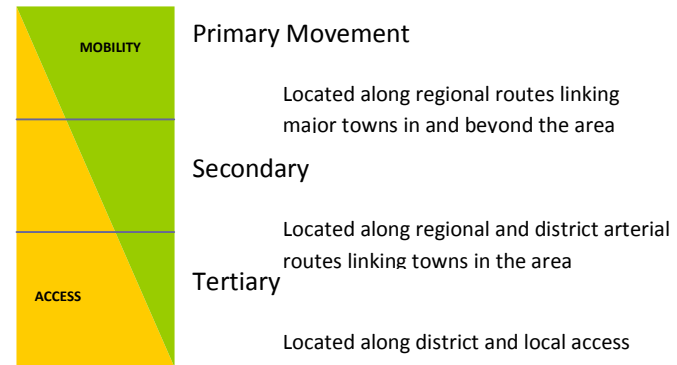 MOBILITY
Primary Movement
Located along regional routes linking
major towns in and beyond the area
Secondary
Located along regional and district arterial
routes linking towns in the area
Tertiary
ACCESS
Located along district and local access